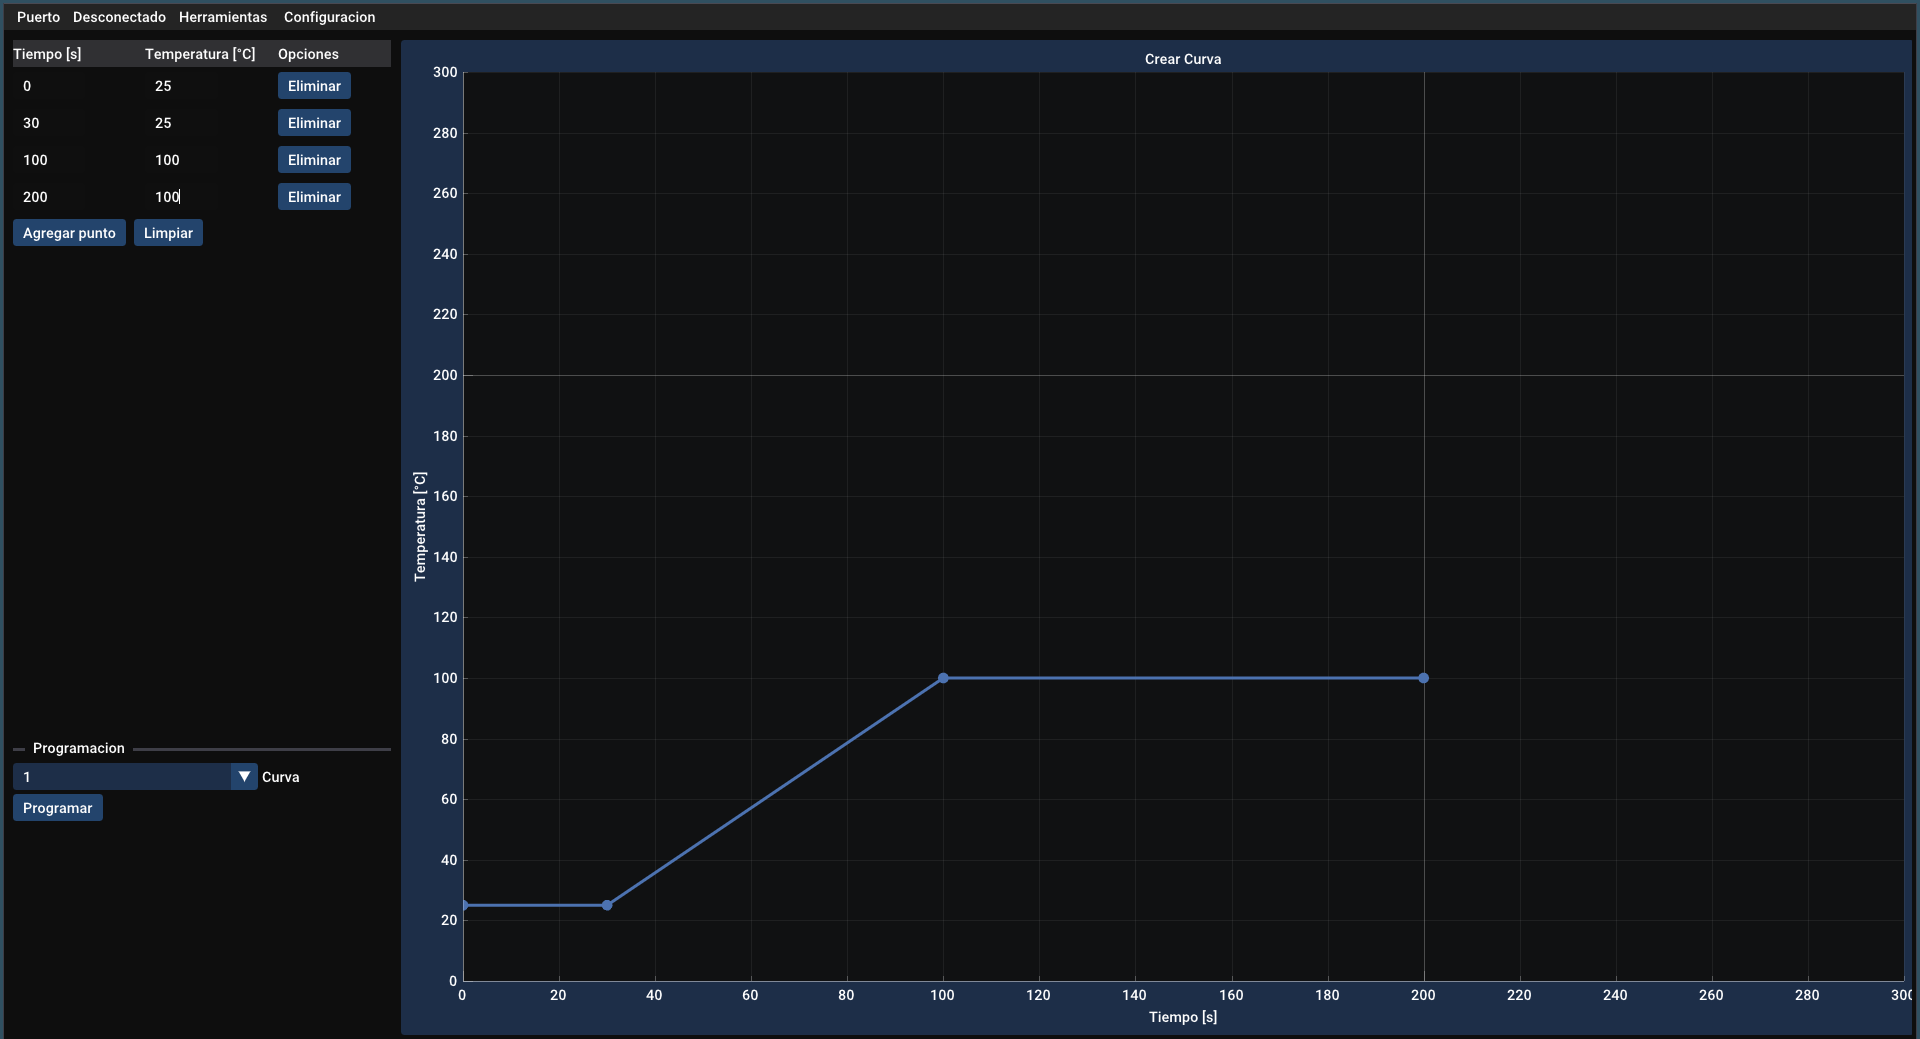 Puerto Desconectado Herramientas Configuracion
Tiempo [s] Temperatura [°C] Opciones
0 25 Eliminar
30 25 Eliminar
100 100 Eliminar
200 100 Eliminar
Agregar punto Limpiar
Programacion
1 Curva
Programar
Crear Curva
300
280
260
240
220
200
180
160
140
120
100
80
60
40
20
0
Temperatura [°C]
0 20 40 60 80 100 120 140 160 180 200 220 240 260 280 300
Tiempo [s]